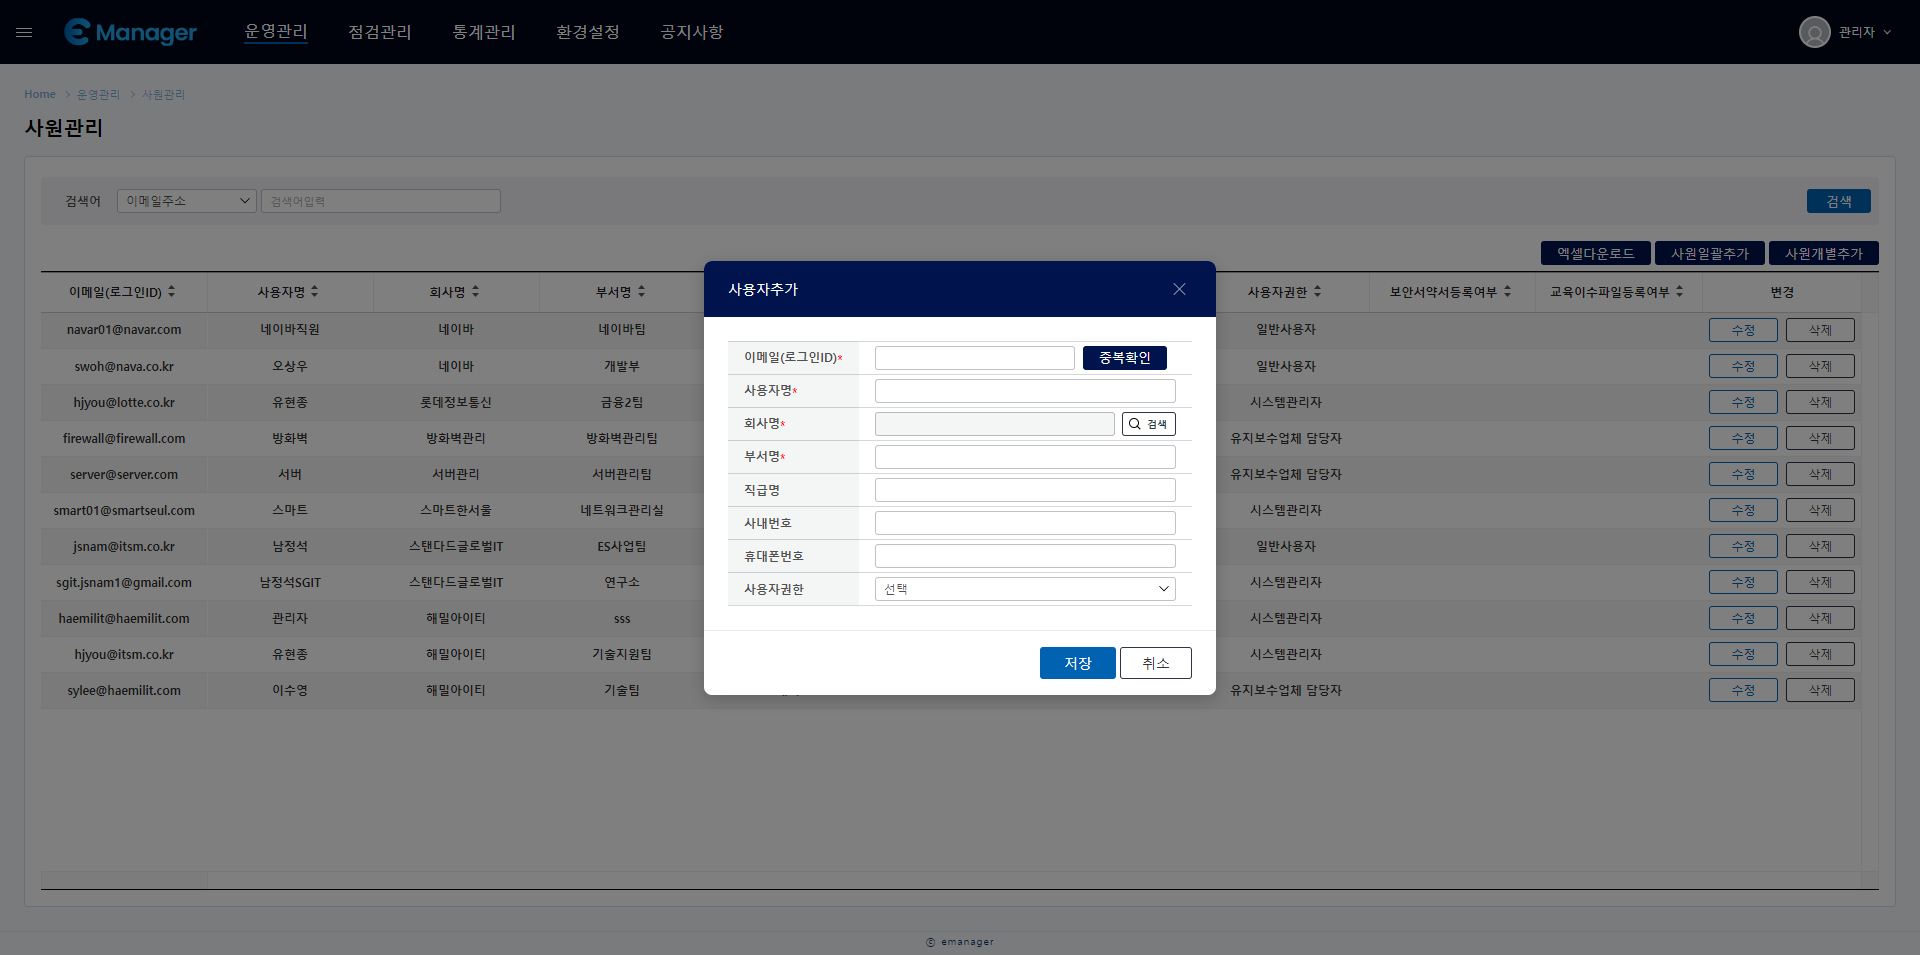 Manager 운영관리 점검관리 통계관리 환경설정 공지사항 관리자
Home 운영관리 사원관리
사원관리
검색어 이메일주소 검색어입력 검색
엑셀다운로드 사원일괄추가 사원개별추가
이메일(로그인ID) 사용자명 회사명 부서명 사용자권한 보안서약서등록여부 교육이수파일등록여부 변경
navar01@navar.com 네이바직원 네이바 네이바팀 일반사용자 수정 삭제
swoh@nava.co.kr 오상우 네이바 개발부 일반사용자 수정 삭제
hjyou@lotte.co.kr 유현종 롯데정보통신 금융2팀 시스템관리자 수정 삭제
firewall@firewall.com 방화벽 방화벽관리 방화벽관리팀 유지보수업체 담당자 수정 삭제
server@server.com 서버 서버관리 서버관리팀 유지보수업체 담당자 수정 삭제
smart01@smartseul.com 스마트 스마트한서울 네트워크관리실 시스템관리자 수정 삭제
jsnam@itsm.co.kr 남정석 스탠다드글로벌IT ES사업팀 일반사용자 수정 삭제
sgit.jsnam1@gmail.com 남정석SGIT 스탠다드글로벌IT 연구소 시스템관리자 수정 삭제
haemilit@haemilit.com 관리자 해밀아이티 sss 시스템관리자 수정 삭제
hjyou@itsm.co.kr 유현종 해밀아이티 기술지원팀 시스템관리자 수정 삭제
sylee@haemilit.com 이수영 해밀아이티 기술팀 유지보수업체 담당자 수정 삭제
사용자추가
이메일(로그인ID)* 중복확인
사용자명*
회사명* 검색
부서명*
직급명
사내번호
휴대폰번호
사용자권한 선택
저장 취소
ⓒ emanager